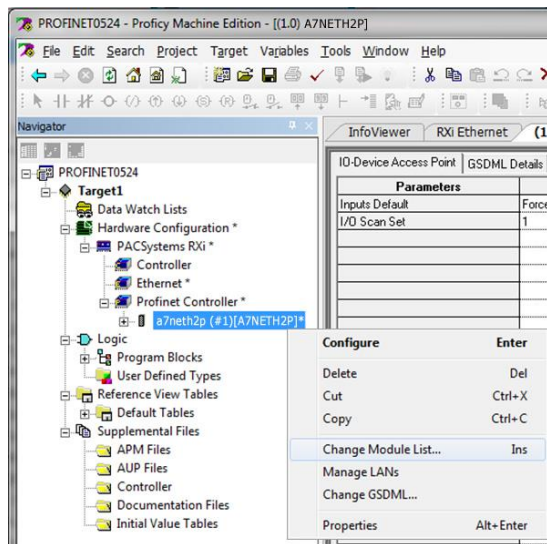 PROFINET0524 - Proficy Machine Edition - [(1.0) A7NETH2P]
File Edit Search Project Target Variables Tools Window Help
Navigator
InfoViewer RXi Ethernet (1
IO-Device Access Point GSDML Details
Parameters
Inputs Default Force
I/O Scan Set 1
PROFINET0524
Target1
Data Watch Lists
Hardware Configuration *
PACSystems RXi *
Controller
Ethernet *
Profinet Controller *
a7neth2p (#1)[A7NETH2P]*
Logic
Program Blocks
User Defined Types
Reference View Tables
Default Tables
Supplemental Files
APM Files
AUP Files
Controller
Documentation Files
Initial Value Tables
Configure Enter
Delete Del
Cut Ctrl+X
Copy Ctrl+C
Change Module List... Ins
Manage LANs
Change GSDML...
Properties Alt+Enter